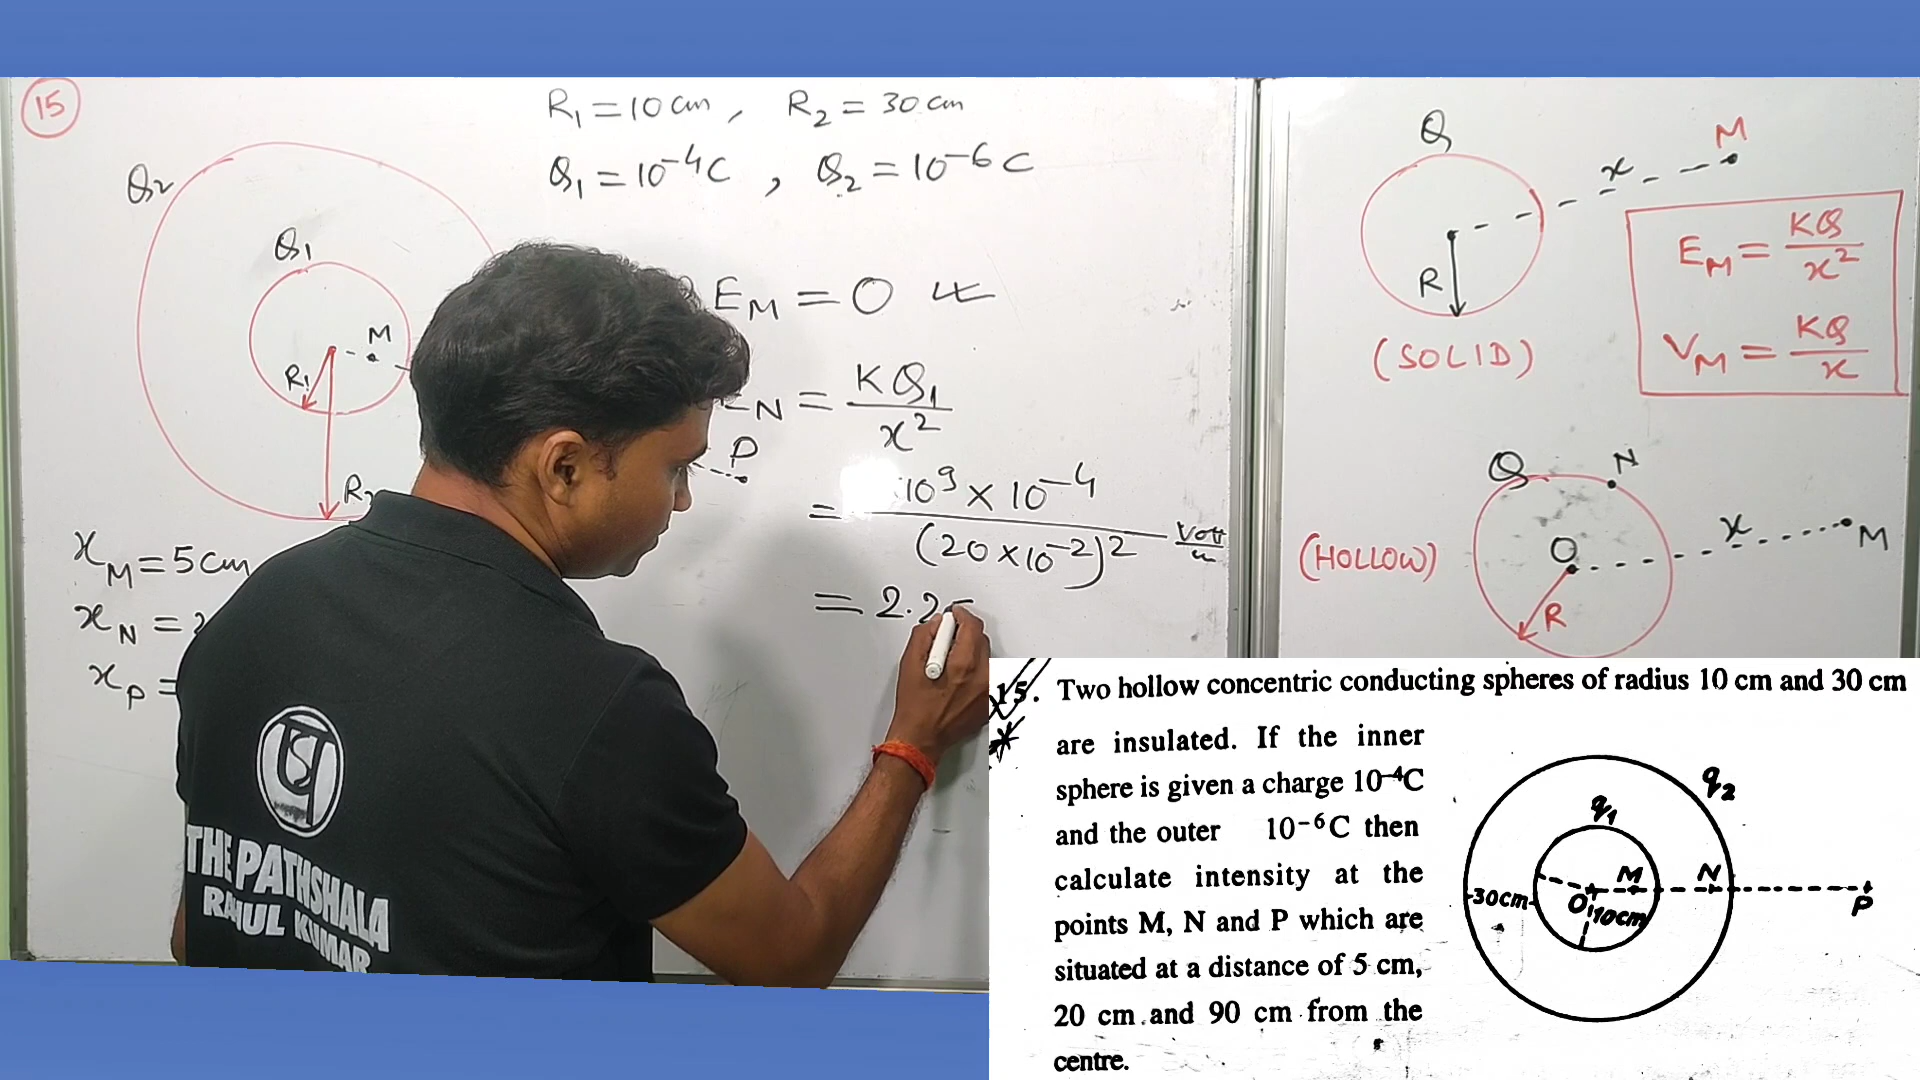 15
R₁ = 10 cm, R₂ = 30 cm
Q₁ = 10⁻⁴ C, Q₂ = 10⁻⁶ C
Q₂
Q₁
M
R₁
R₂
E_M = 0
N = KQ₁ / x²
P
= 10⁹ × 10⁻⁴ / (20 × 10⁻²)² Volt/m
= 2.25
x_M = 5 cm
x_N =
x_P =
THE PATHSHALA
RAHUL KUMAR
Q
M
x
R
(SOLID)
E_M = KQ / x²
V_M = KQ / x
Q
N
O
x
M
R
(HOLLOW)
15. Two hollow concentric conducting spheres of radius 10 cm and 30 cm
are insulated. If the inner
sphere is given a charge 10⁻⁴C
and the outer 10⁻⁶C then
calculate intensity at the
points M, N and P which are
situated at a distance of 5 cm,
20 cm and 90 cm from the
centre.
q₂
q₁
M
N
30cm
O
10cm
P